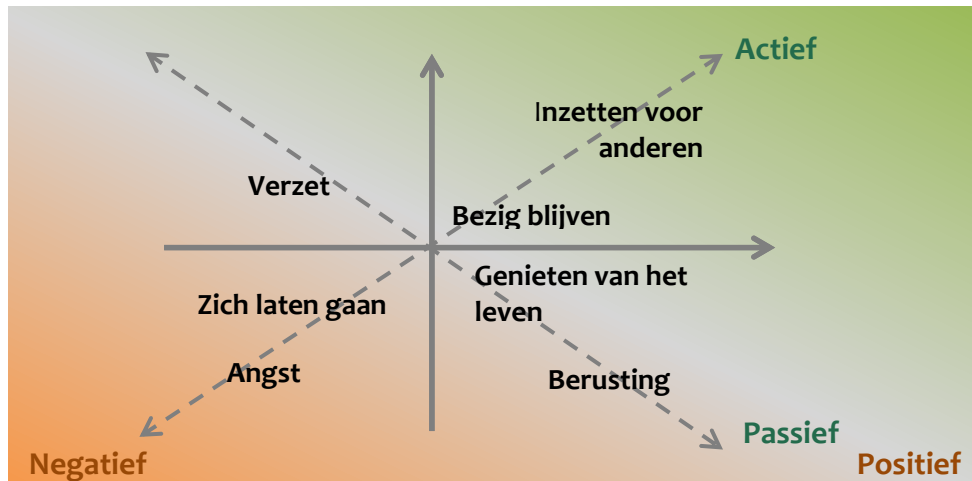 Actief
Inzetten voor
anderen
Verzet
Bezig blijven
Genieten van het
leven
Zich laten gaan
Angst
Berusting
Passief
Negatief
Positief